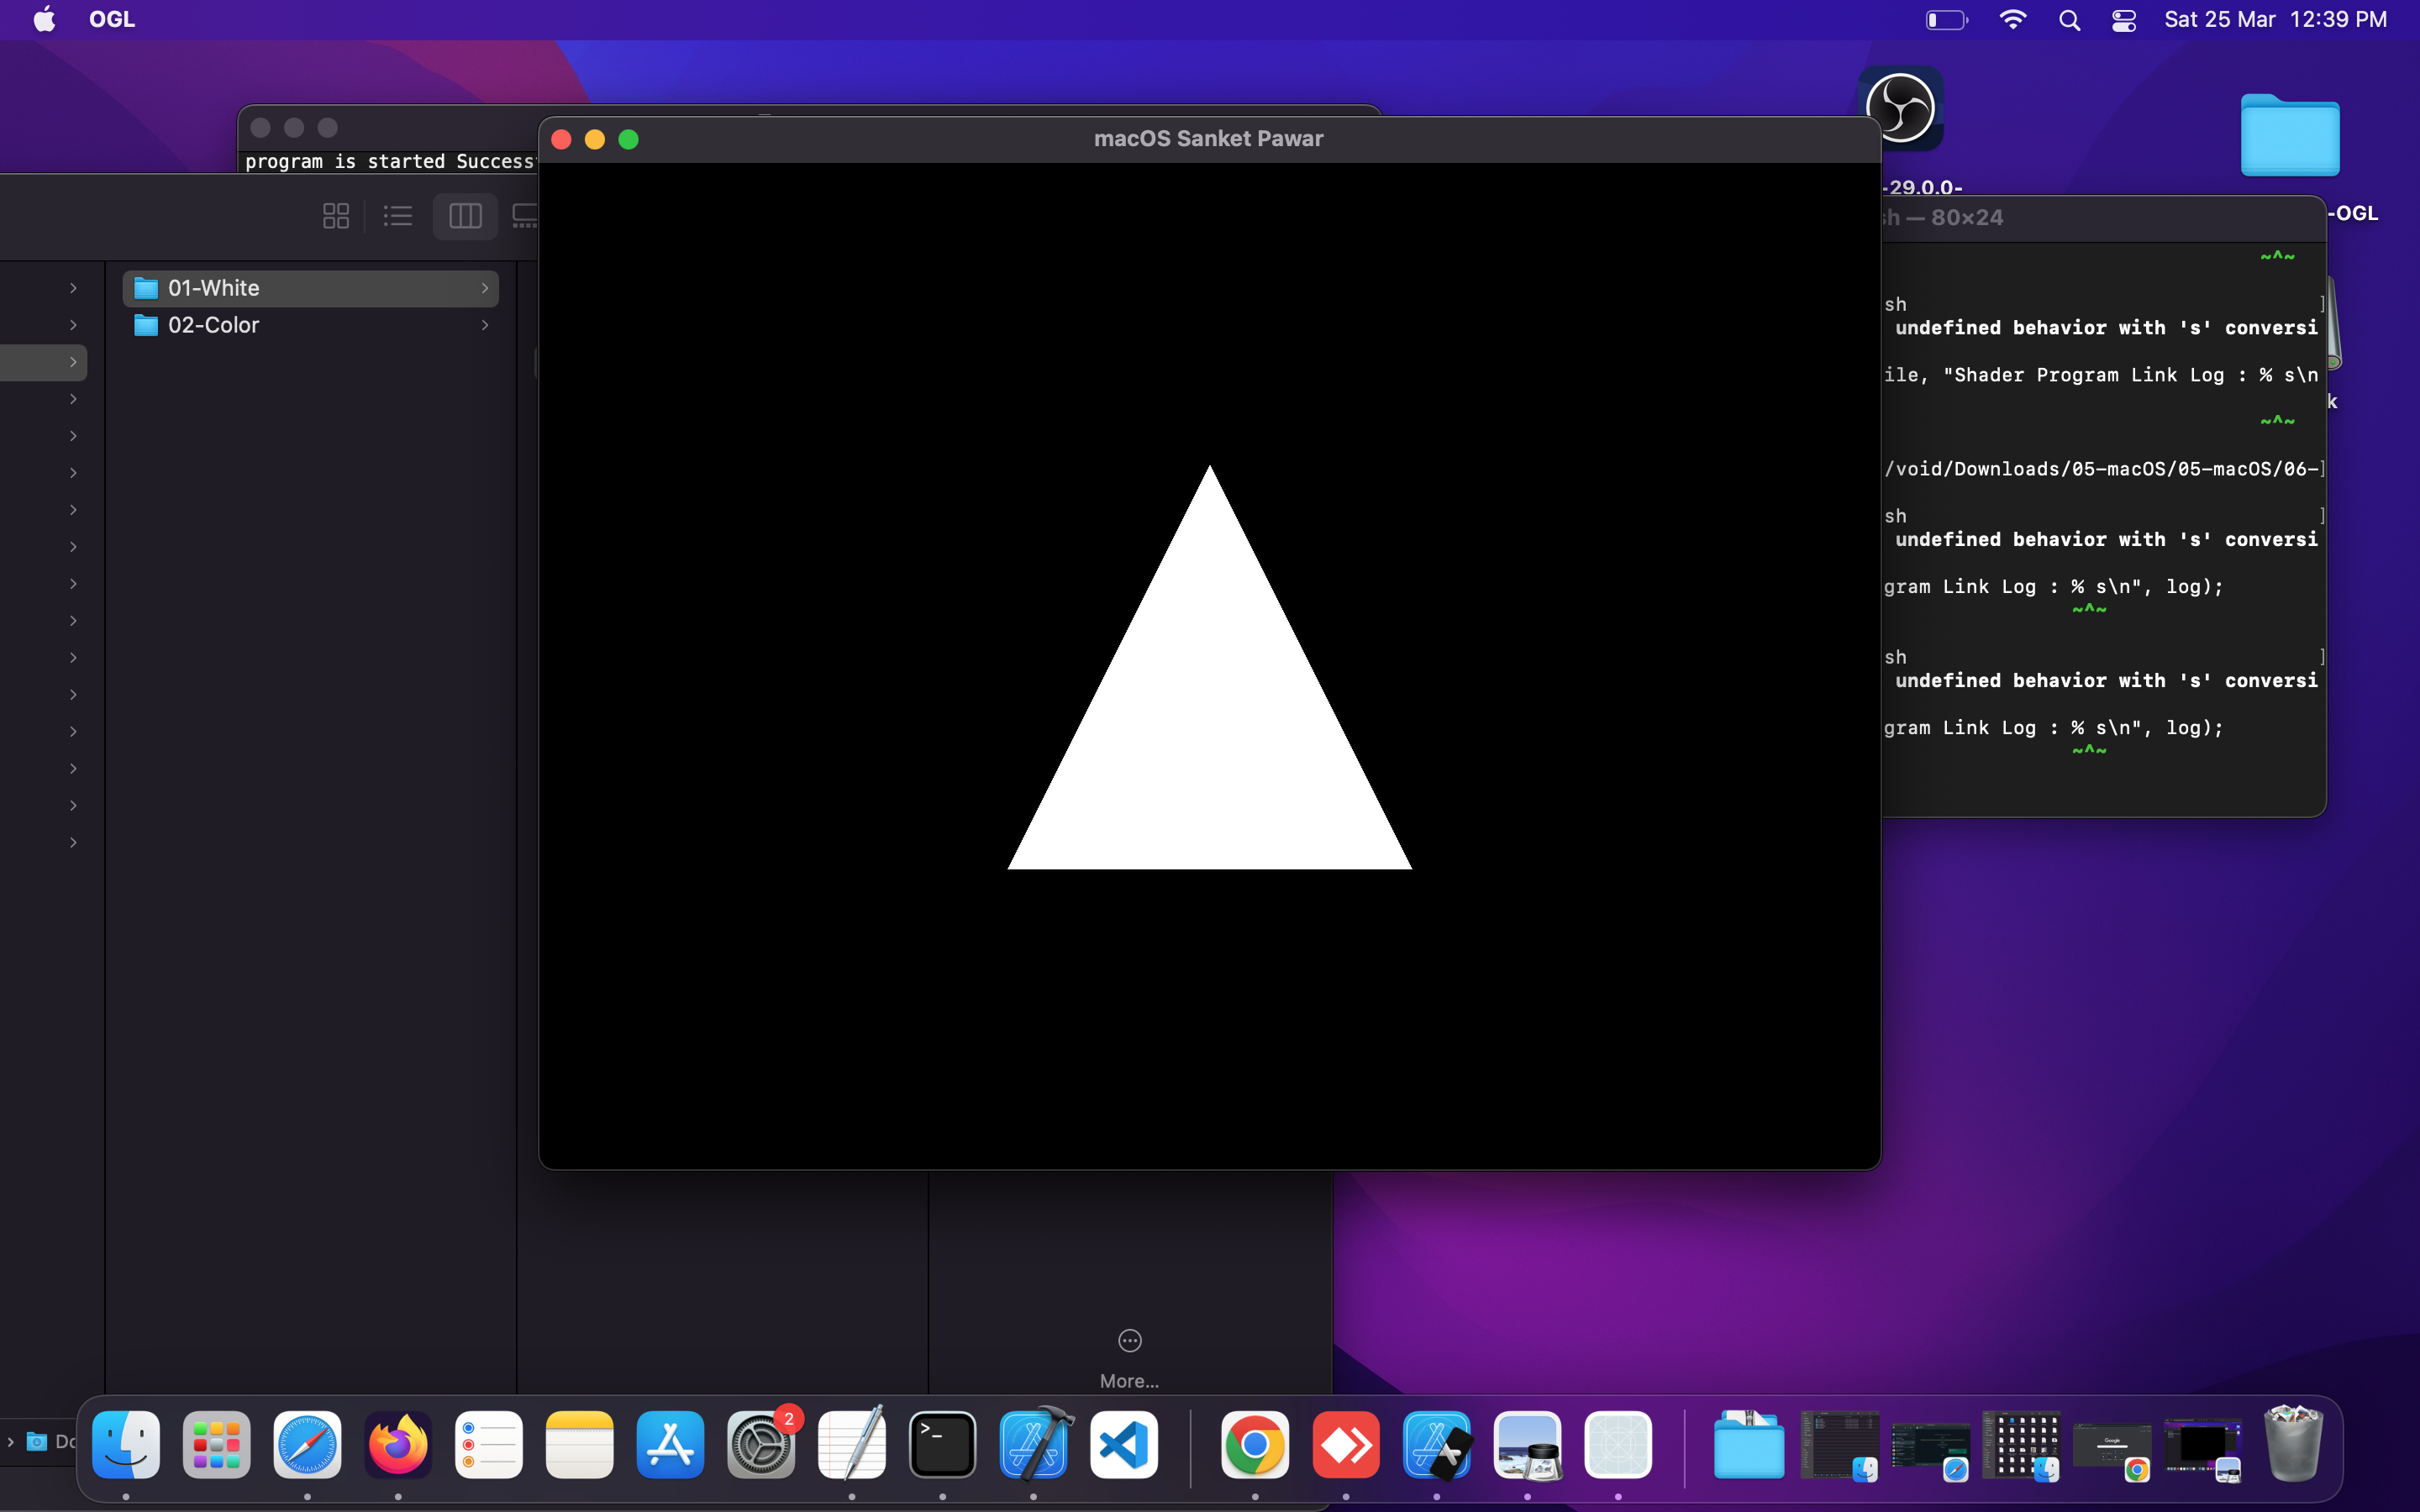 OGL
Sat 25 Mar 12:39 PM
program is started Success
macOS Sanket Pawar
-29.0.0-
-OGL
sh — 80×24
01-White
02-Color
~^~
sh ]
undefined behavior with 's' conversi
ile, "Shader Program Link Log : % s\n
k
~^~
/void/Downloads/05-macOS/05-macOS/06-]
sh ]
undefined behavior with 's' conversi
gram Link Log : % s\n", log);
~^~
sh ]
undefined behavior with 's' conversi
gram Link Log : % s\n", log);
~^~
More...
2
>_